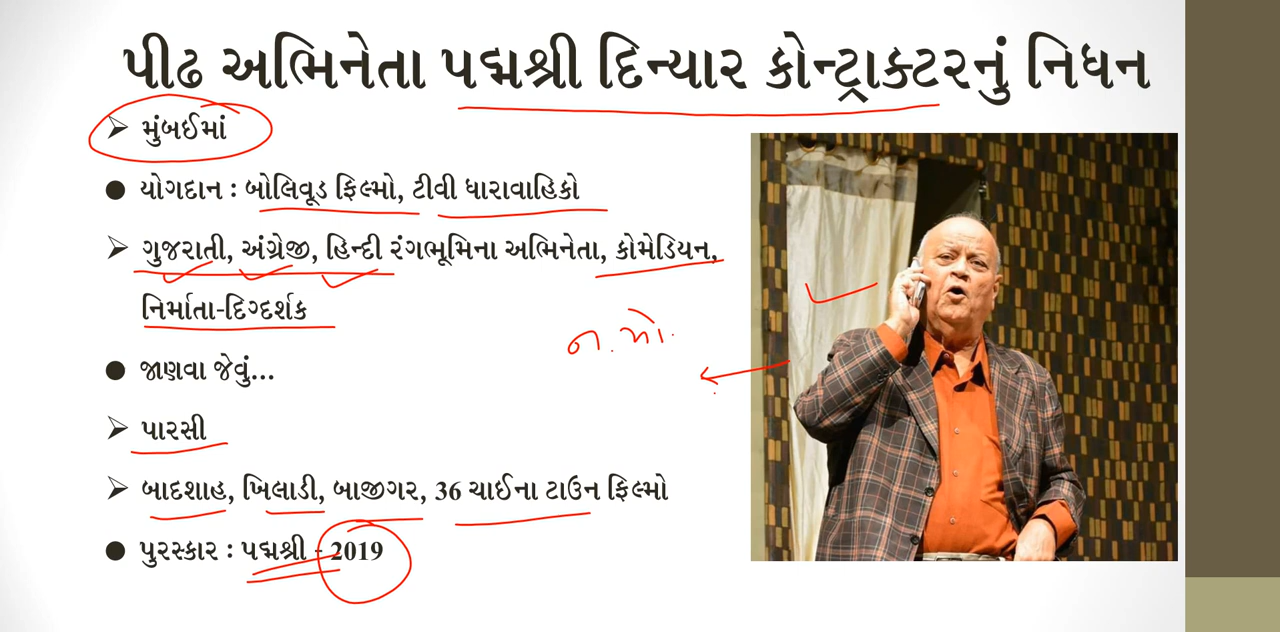 પીઢ અભિનેતા પદ્મશ્રી દિન્યાર કોન્ટ્રાક્ટરનું નિધન
➢ મુંબઈમાં
● યોગદાન : બોલિવૂડ ફિલ્મો, ટીવી ધારાવાહિકો
➢ ગુજરાતી, અંગ્રેજી, હિન્દી રંગભૂમિના અભિનેતા, કોમેડિયન,
નિર્માતા-દિગ્દર્શક
ન. મો.
● જાણવા જેવું...
➢ પારસી
➢ બાદશાહ, ખિલાડી, બાજીગર, 36 ચાઈના ટાઉન ફિલ્મો
● પુરસ્કાર : પદ્મશ્રી - 2019